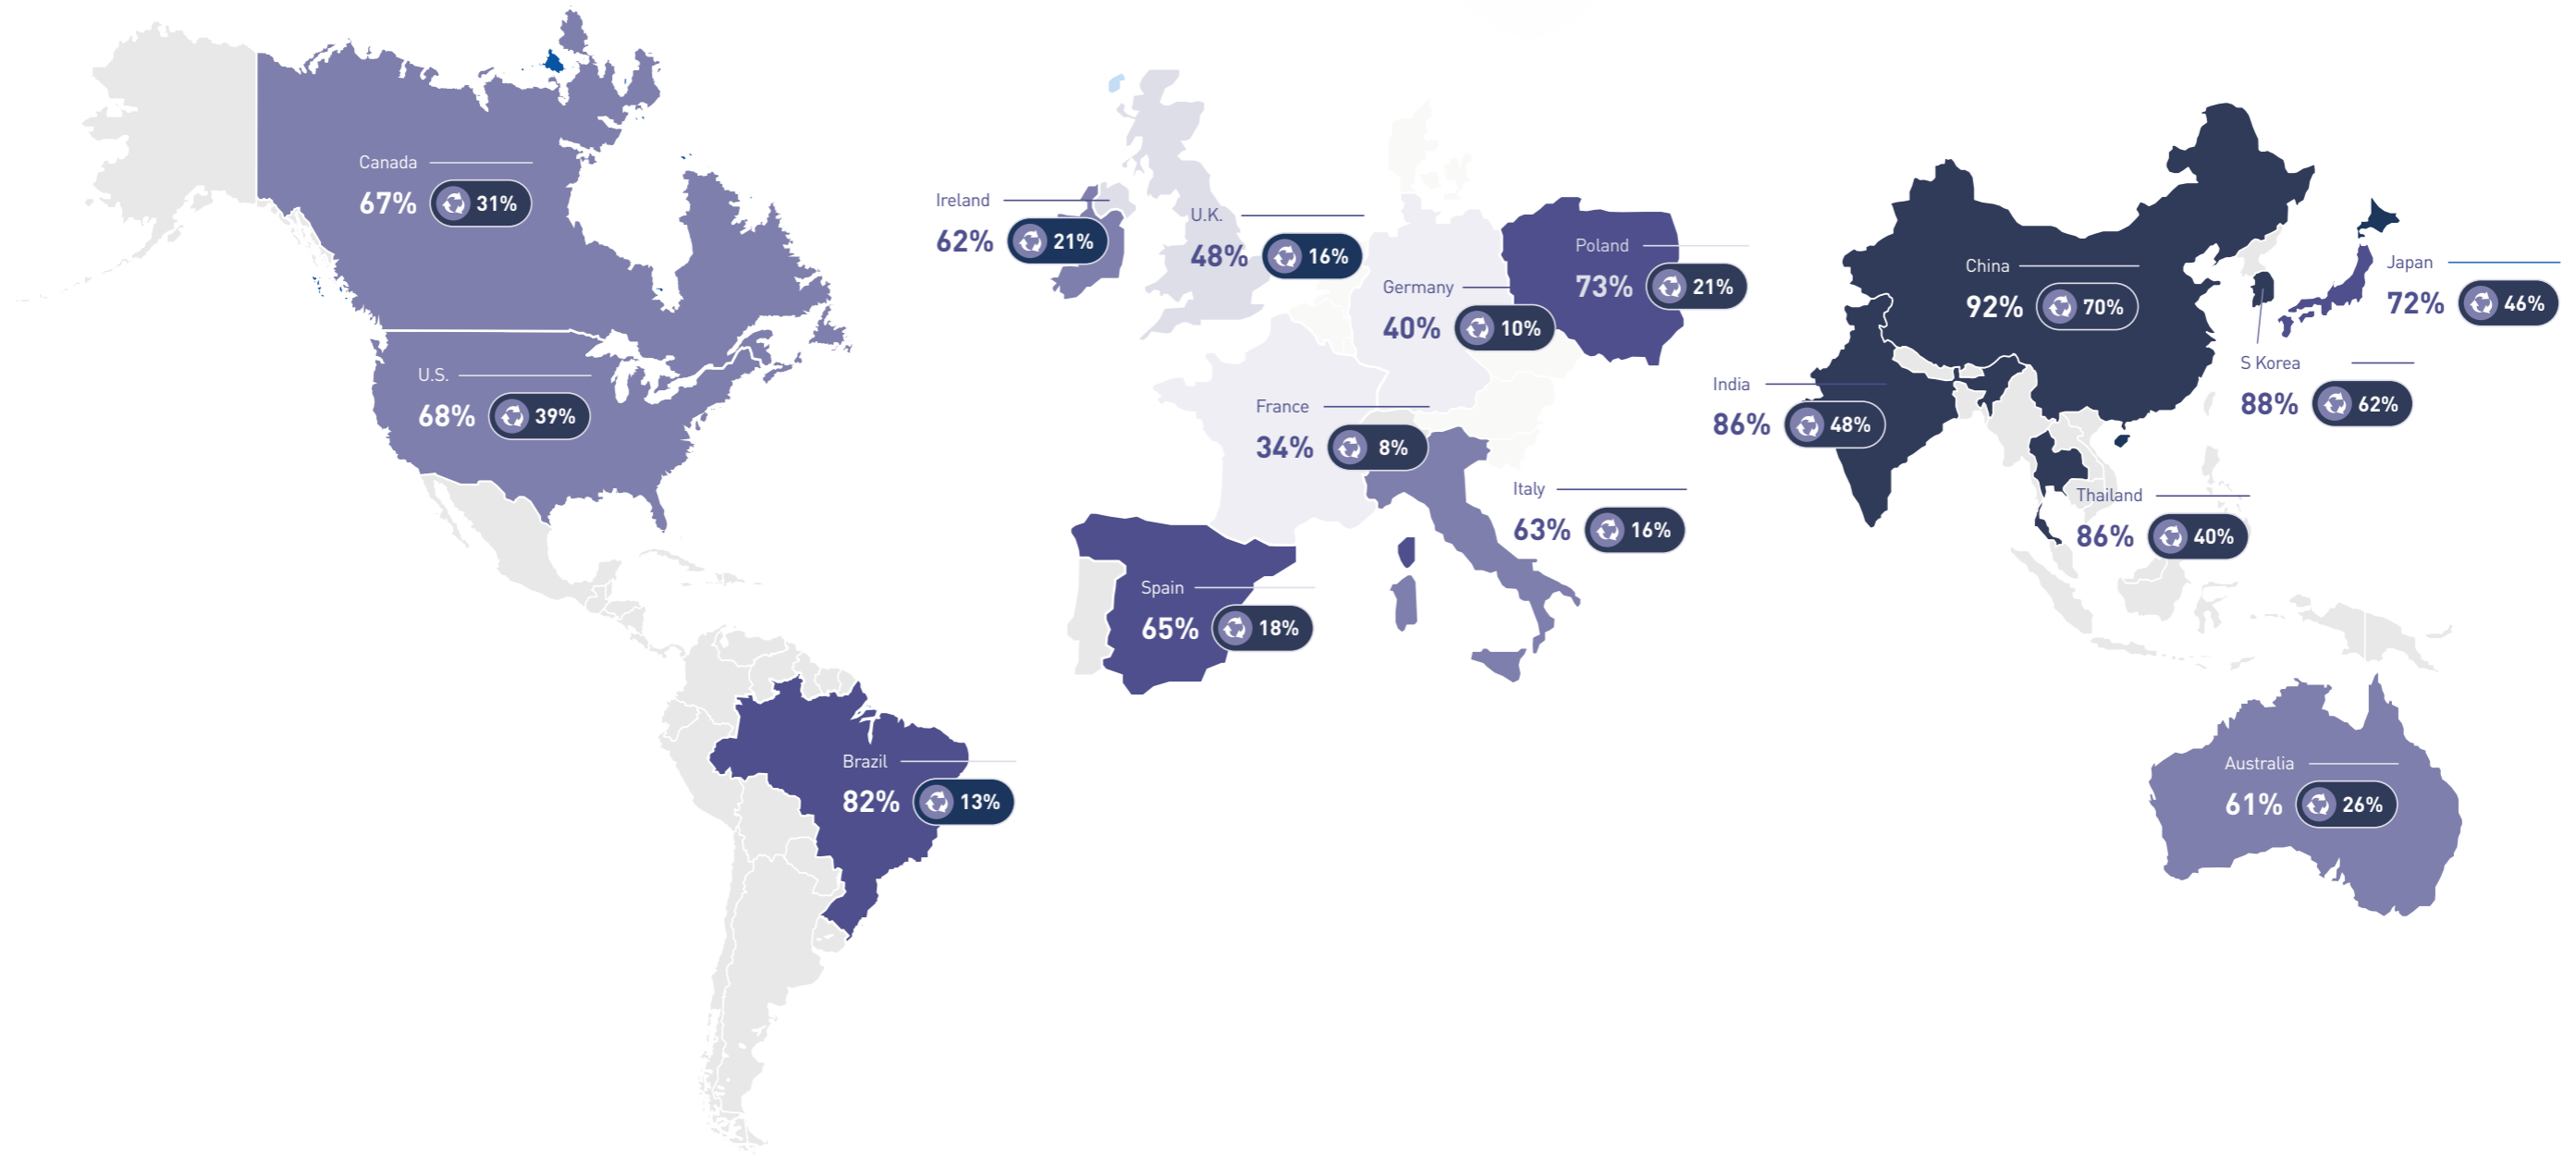 Canada
67% 31%
U.S.
68% 39%
Brazil
82% 13%
Ireland
62% 21%
U.K.
48% 16%
Germany
40% 10%
Poland
73% 21%
France
34% 8%
Italy
63% 16%
Spain
65% 18%
China
92% 70%
Japan
72% 46%
S Korea
88% 62%
India
86% 48%
Thailand
86% 40%
Australia
61% 26%